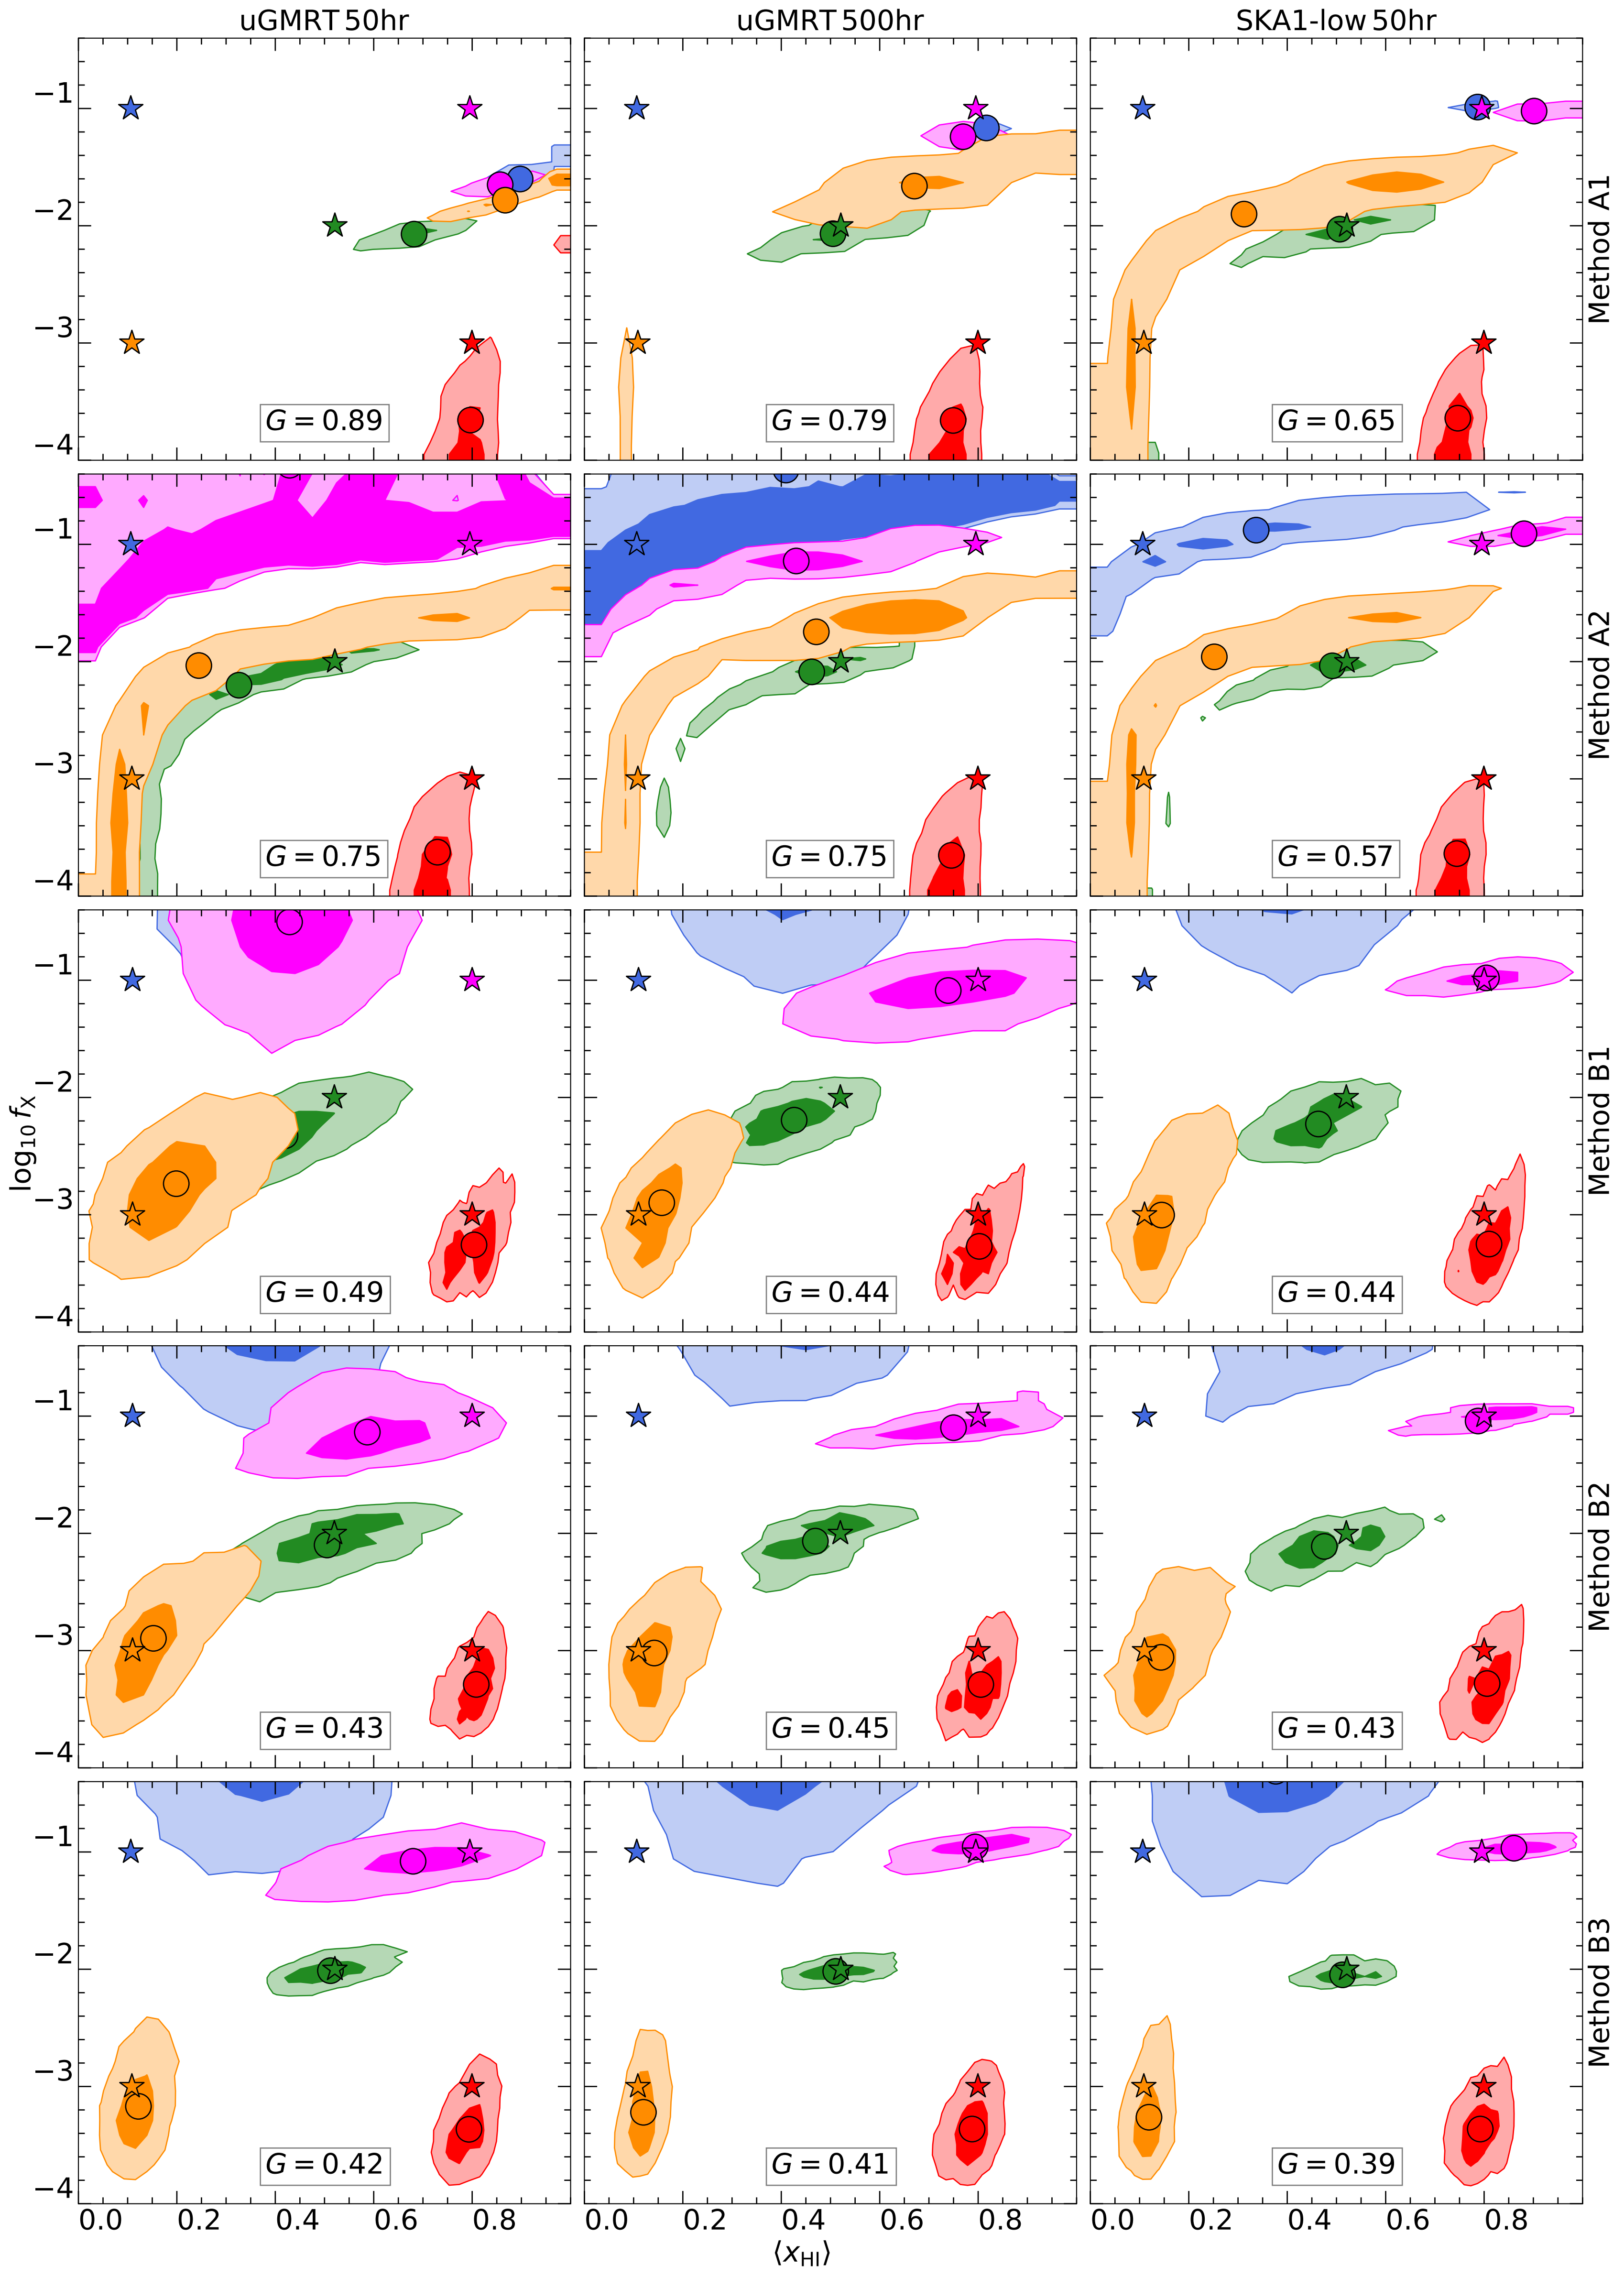 uGMRT 50hr
uGMRT 500hr
SKA1-low 50hr
−1
−2
−3
−4
G = 0.89
G = 0.79
G = 0.65
Method A1
−1
−2
−3
−4
G = 0.75
G = 0.75
G = 0.57
Method A2
−1
−2
−3
−4
log₁₀ f_X
G = 0.49
G = 0.44
G = 0.44
Method B1
−1
−2
−3
−4
G = 0.43
G = 0.45
G = 0.43
Method B2
−1
−2
−3
−4
G = 0.42
G = 0.41
G = 0.39
Method B3
0.0 0.2 0.4 0.6 0.8
0.0 0.2 0.4 0.6 0.8
0.0 0.2 0.4 0.6 0.8
⟨x_HI⟩